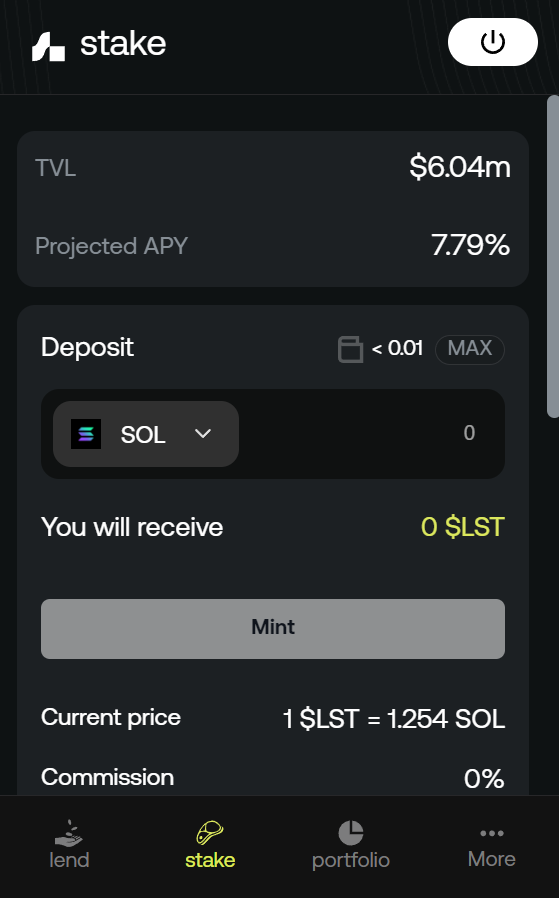 stake
TVL $6.04m
Projected APY 7.79%
Deposit < 0.01 MAX
SOL 0
You will receive 0 $LST
Mint
Current price 1 $LST = 1.254 SOL
Commission 0%
lend stake portfolio More